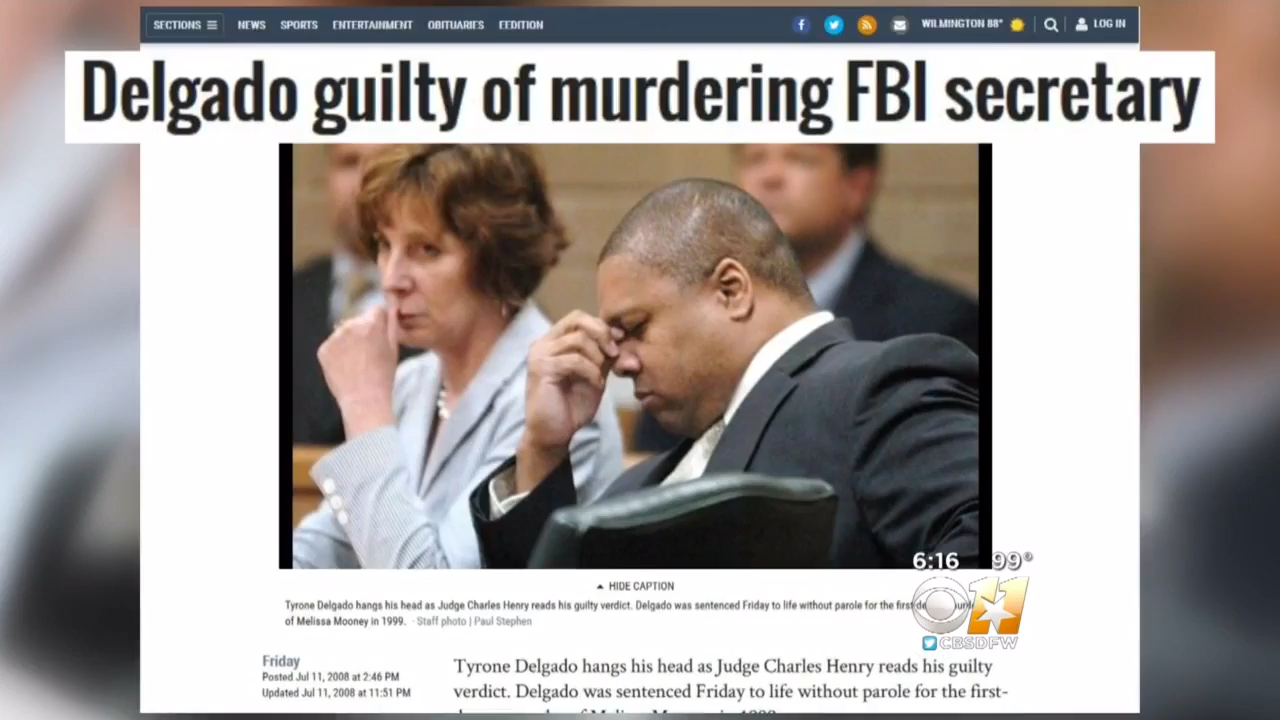 SECTIONS NEWS SPORTS ENTERTAINMENT OBITUARIES EEDITION WILMINGTON 88° LOG IN
Delgado guilty of murdering FBI secretary
HIDE CAPTION
Tyrone Delgado hangs his head as Judge Charles Henry reads his guilty verdict. Delgado was sentenced Friday to life without parole for the
of Melissa Mooney in 1999. - Staff photo | Paul Stephen
6:16 99°
11
CBSDFW
Friday
Posted Jul 11, 2008 at 2:46 PM
Updated Jul 11, 2008 at 11:51 PM
Tyrone Delgado hangs his head as Judge Charles Henry reads his guilty
verdict. Delgado was sentenced Friday to life without parole for the first-